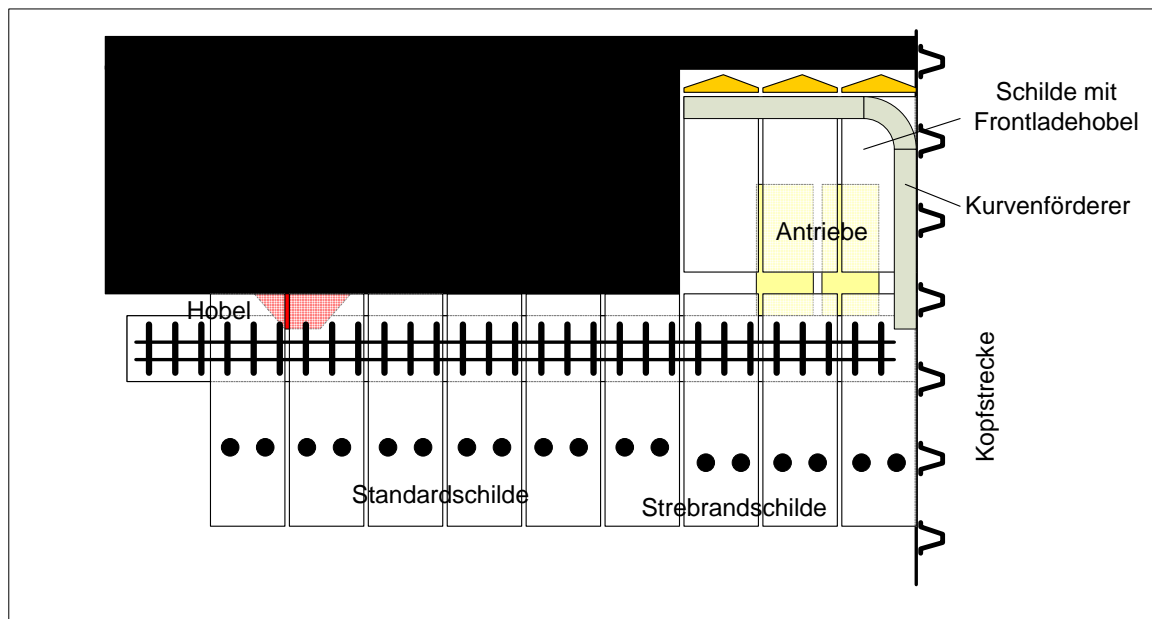 Schilde mit
Frontladehobel
Kurvenförderer
Antriebe
Hobel
Kopfstrecke
Standardschilde
Strebrandschilde